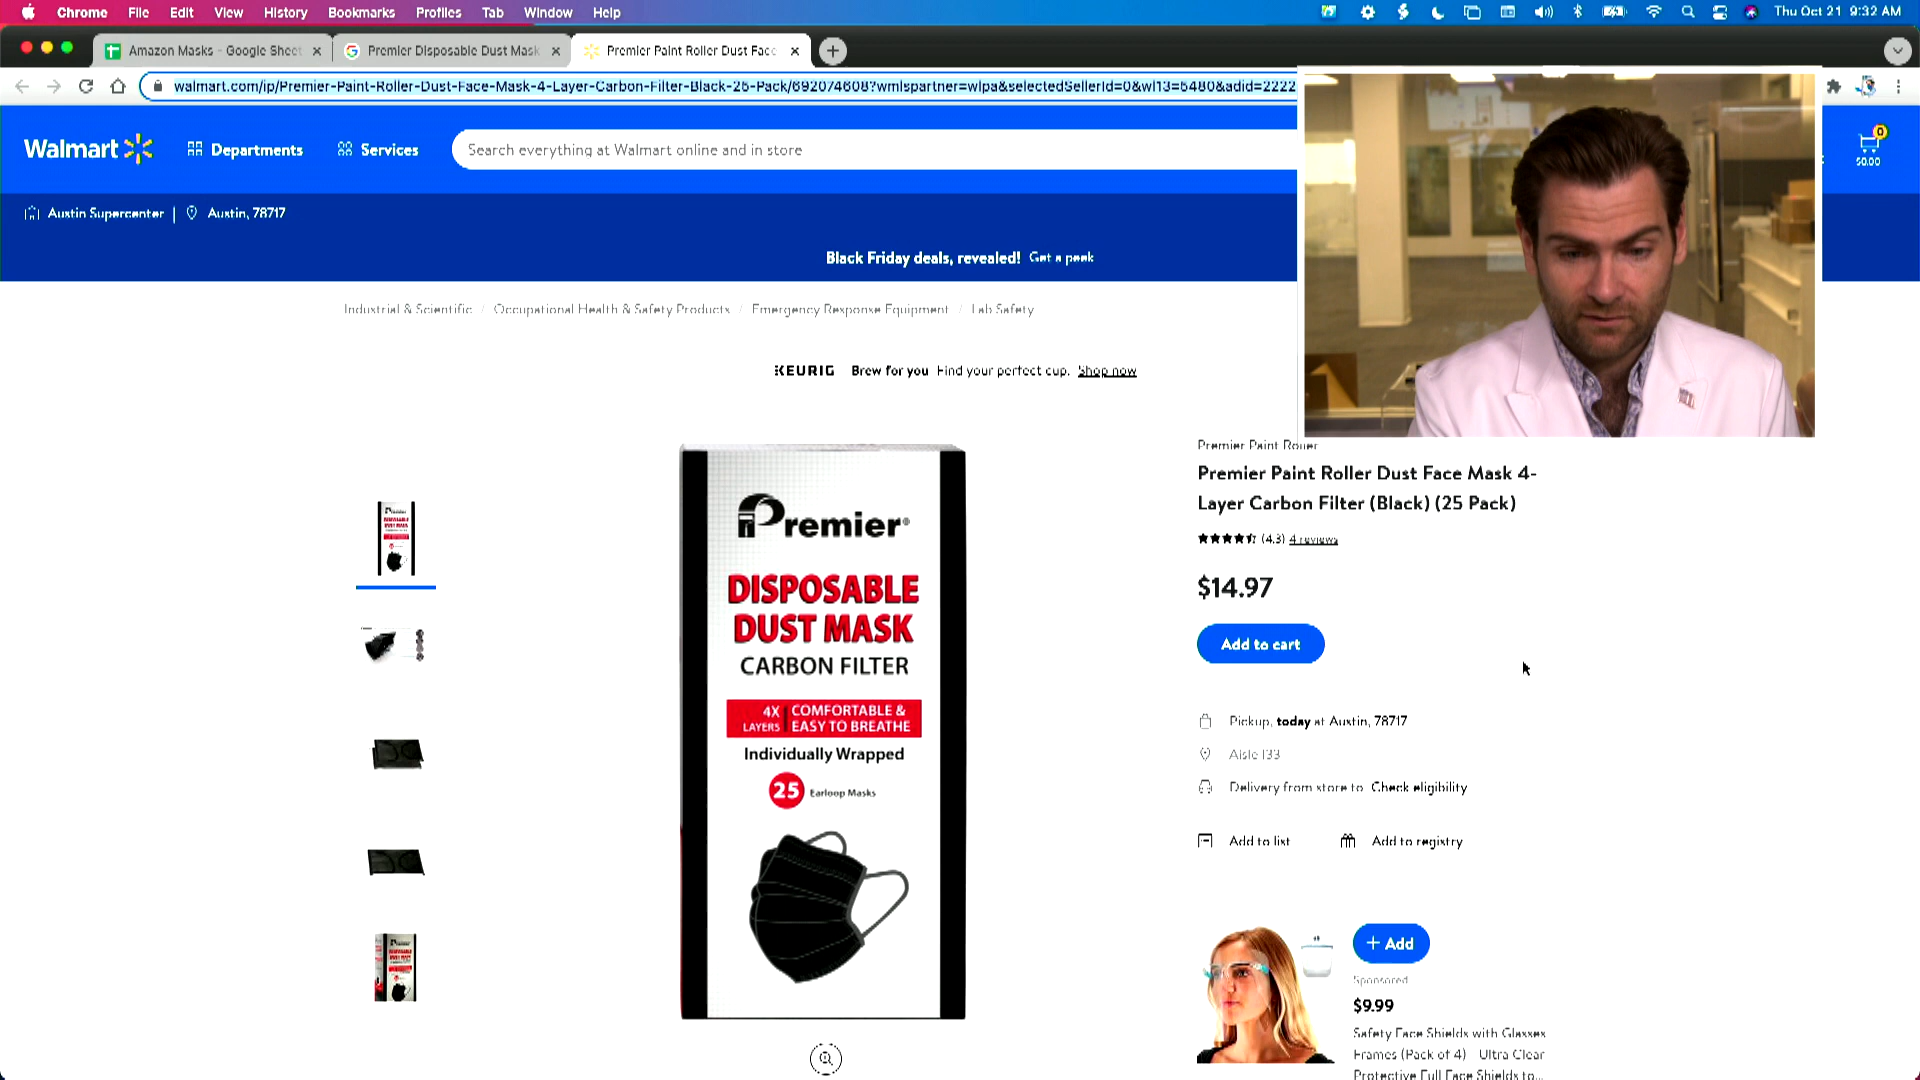 Chrome File Edit View History Bookmarks Profiles Tab Window Help
Thu Oct 21 9:32 AM
Amazon Masks - Google Sheet
Premier Disposable Dust Mask
Premier Paint Roller Dust Face
walmart.com/ip/Premier-Paint-Roller-Dust-Face-Mask-4-Layer-Carbon-Filter-Black-25-Pack/692074608?wmlspartner=wlpa&selectedSellerId=0&wl13=5480&adid=2222
Walmart
Departments
Services
Search everything at Walmart online and in store
0
$0.00
Austin Supercenter | Austin, 78717
Black Friday deals, revealed! Get a peek
Industrial & Scientific / Occupational Health & Safety Products / Emergency Response Equipment / Lab Safety
KEURIG Brew for you Find your perfect cup. Shop now
Premier Paint Roller
Premier Paint Roller Dust Face Mask 4-
Layer Carbon Filter (Black) (25 Pack)
(4.3) 4 reviews
$14.97
Add to cart
Pickup, today at Austin, 78717
Aisle I33
Delivery from store to Check eligibility
Add to list
Add to registry
Premier®
DISPOSABLE
DUST MASK
CARBON FILTER
4X LAYERS
COMFORTABLE &
EASY TO BREATHE
Individually Wrapped
25 Earloop Masks
+ Add
Sponsored
$9.99
Safety Face Shields with Glasses
Frames (Pack of 4) - Ultra Clear
Protective Full Face Shields to...